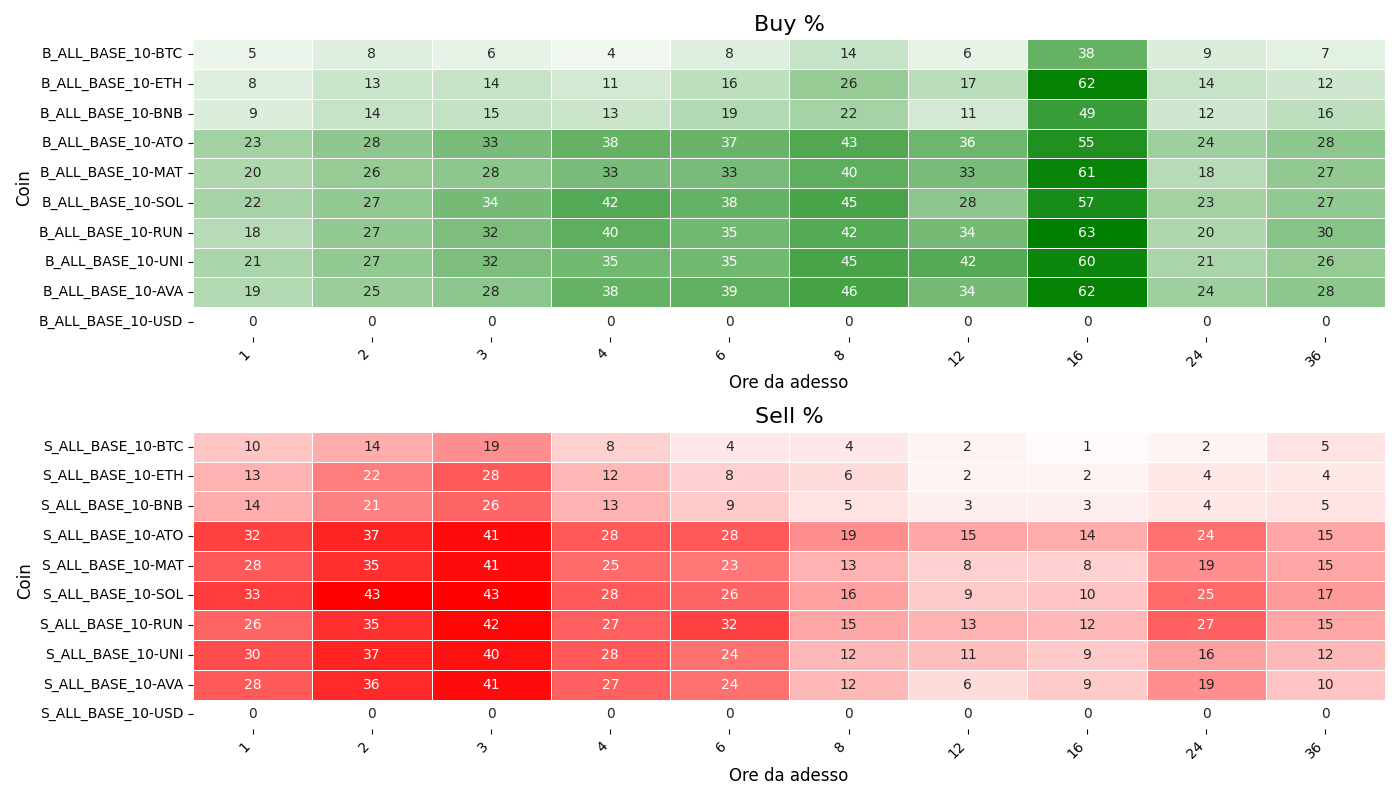 Buy %
Coin
B_ALL_BASE_10-BTC 5 8 6 4 8 14 6 38 9 7
B_ALL_BASE_10-ETH 8 13 14 11 16 26 17 62 14 12
B_ALL_BASE_10-BNB 9 14 15 13 19 22 11 49 12 16
B_ALL_BASE_10-ATO 23 28 33 38 37 43 36 55 24 28
B_ALL_BASE_10-MAT 20 26 28 33 33 40 33 61 18 27
B_ALL_BASE_10-SOL 22 27 34 42 38 45 28 57 23 27
B_ALL_BASE_10-RUN 18 27 32 40 35 42 34 63 20 30
B_ALL_BASE_10-UNI 21 27 32 35 35 45 42 60 21 26
B_ALL_BASE_10-AVA 19 25 28 38 39 46 34 62 24 28
B_ALL_BASE_10-USD 0 0 0 0 0 0 0 0 0 0
1 2 3 4 6 8 12 16 24 36
Ore da adesso
Sell %
Coin
S_ALL_BASE_10-BTC 10 14 19 8 4 4 2 1 2 5
S_ALL_BASE_10-ETH 13 22 28 12 8 6 2 2 4 4
S_ALL_BASE_10-BNB 14 21 26 13 9 5 3 3 4 5
S_ALL_BASE_10-ATO 32 37 41 28 28 19 15 14 24 15
S_ALL_BASE_10-MAT 28 35 41 25 23 13 8 8 19 15
S_ALL_BASE_10-SOL 33 43 43 28 26 16 9 10 25 17
S_ALL_BASE_10-RUN 26 35 42 27 32 15 13 12 27 15
S_ALL_BASE_10-UNI 30 37 40 28 24 12 11 9 16 12
S_ALL_BASE_10-AVA 28 36 41 27 24 12 6 9 19 10
S_ALL_BASE_10-USD 0 0 0 0 0 0 0 0 0 0
1 2 3 4 6 8 12 16 24 36
Ore da adesso